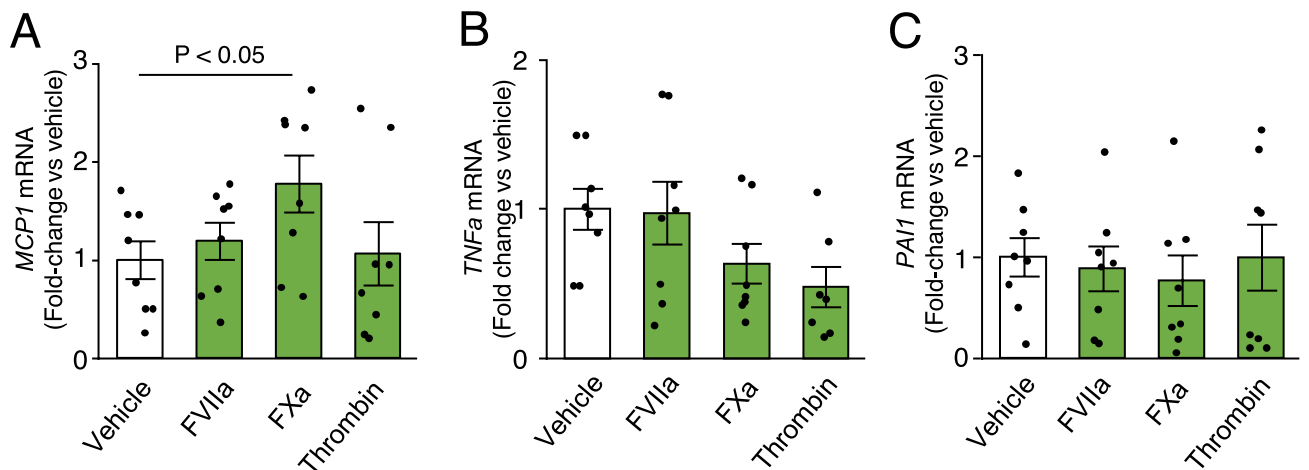 A
MCP1 mRNA
(Fold-change vs vehicle)
3
2
1
0
P < 0.05
Vehicle
FVIIa
FXa
Thrombin
B
TNFa mRNA
(Fold change vs vehicle)
2
1
0
Vehicle
FVIIa
FXa
Thrombin
C
PAI1 mRNA
(Fold-change vs vehicle)
3
2
1
0
Vehicle
FVIIa
FXa
Thrombin